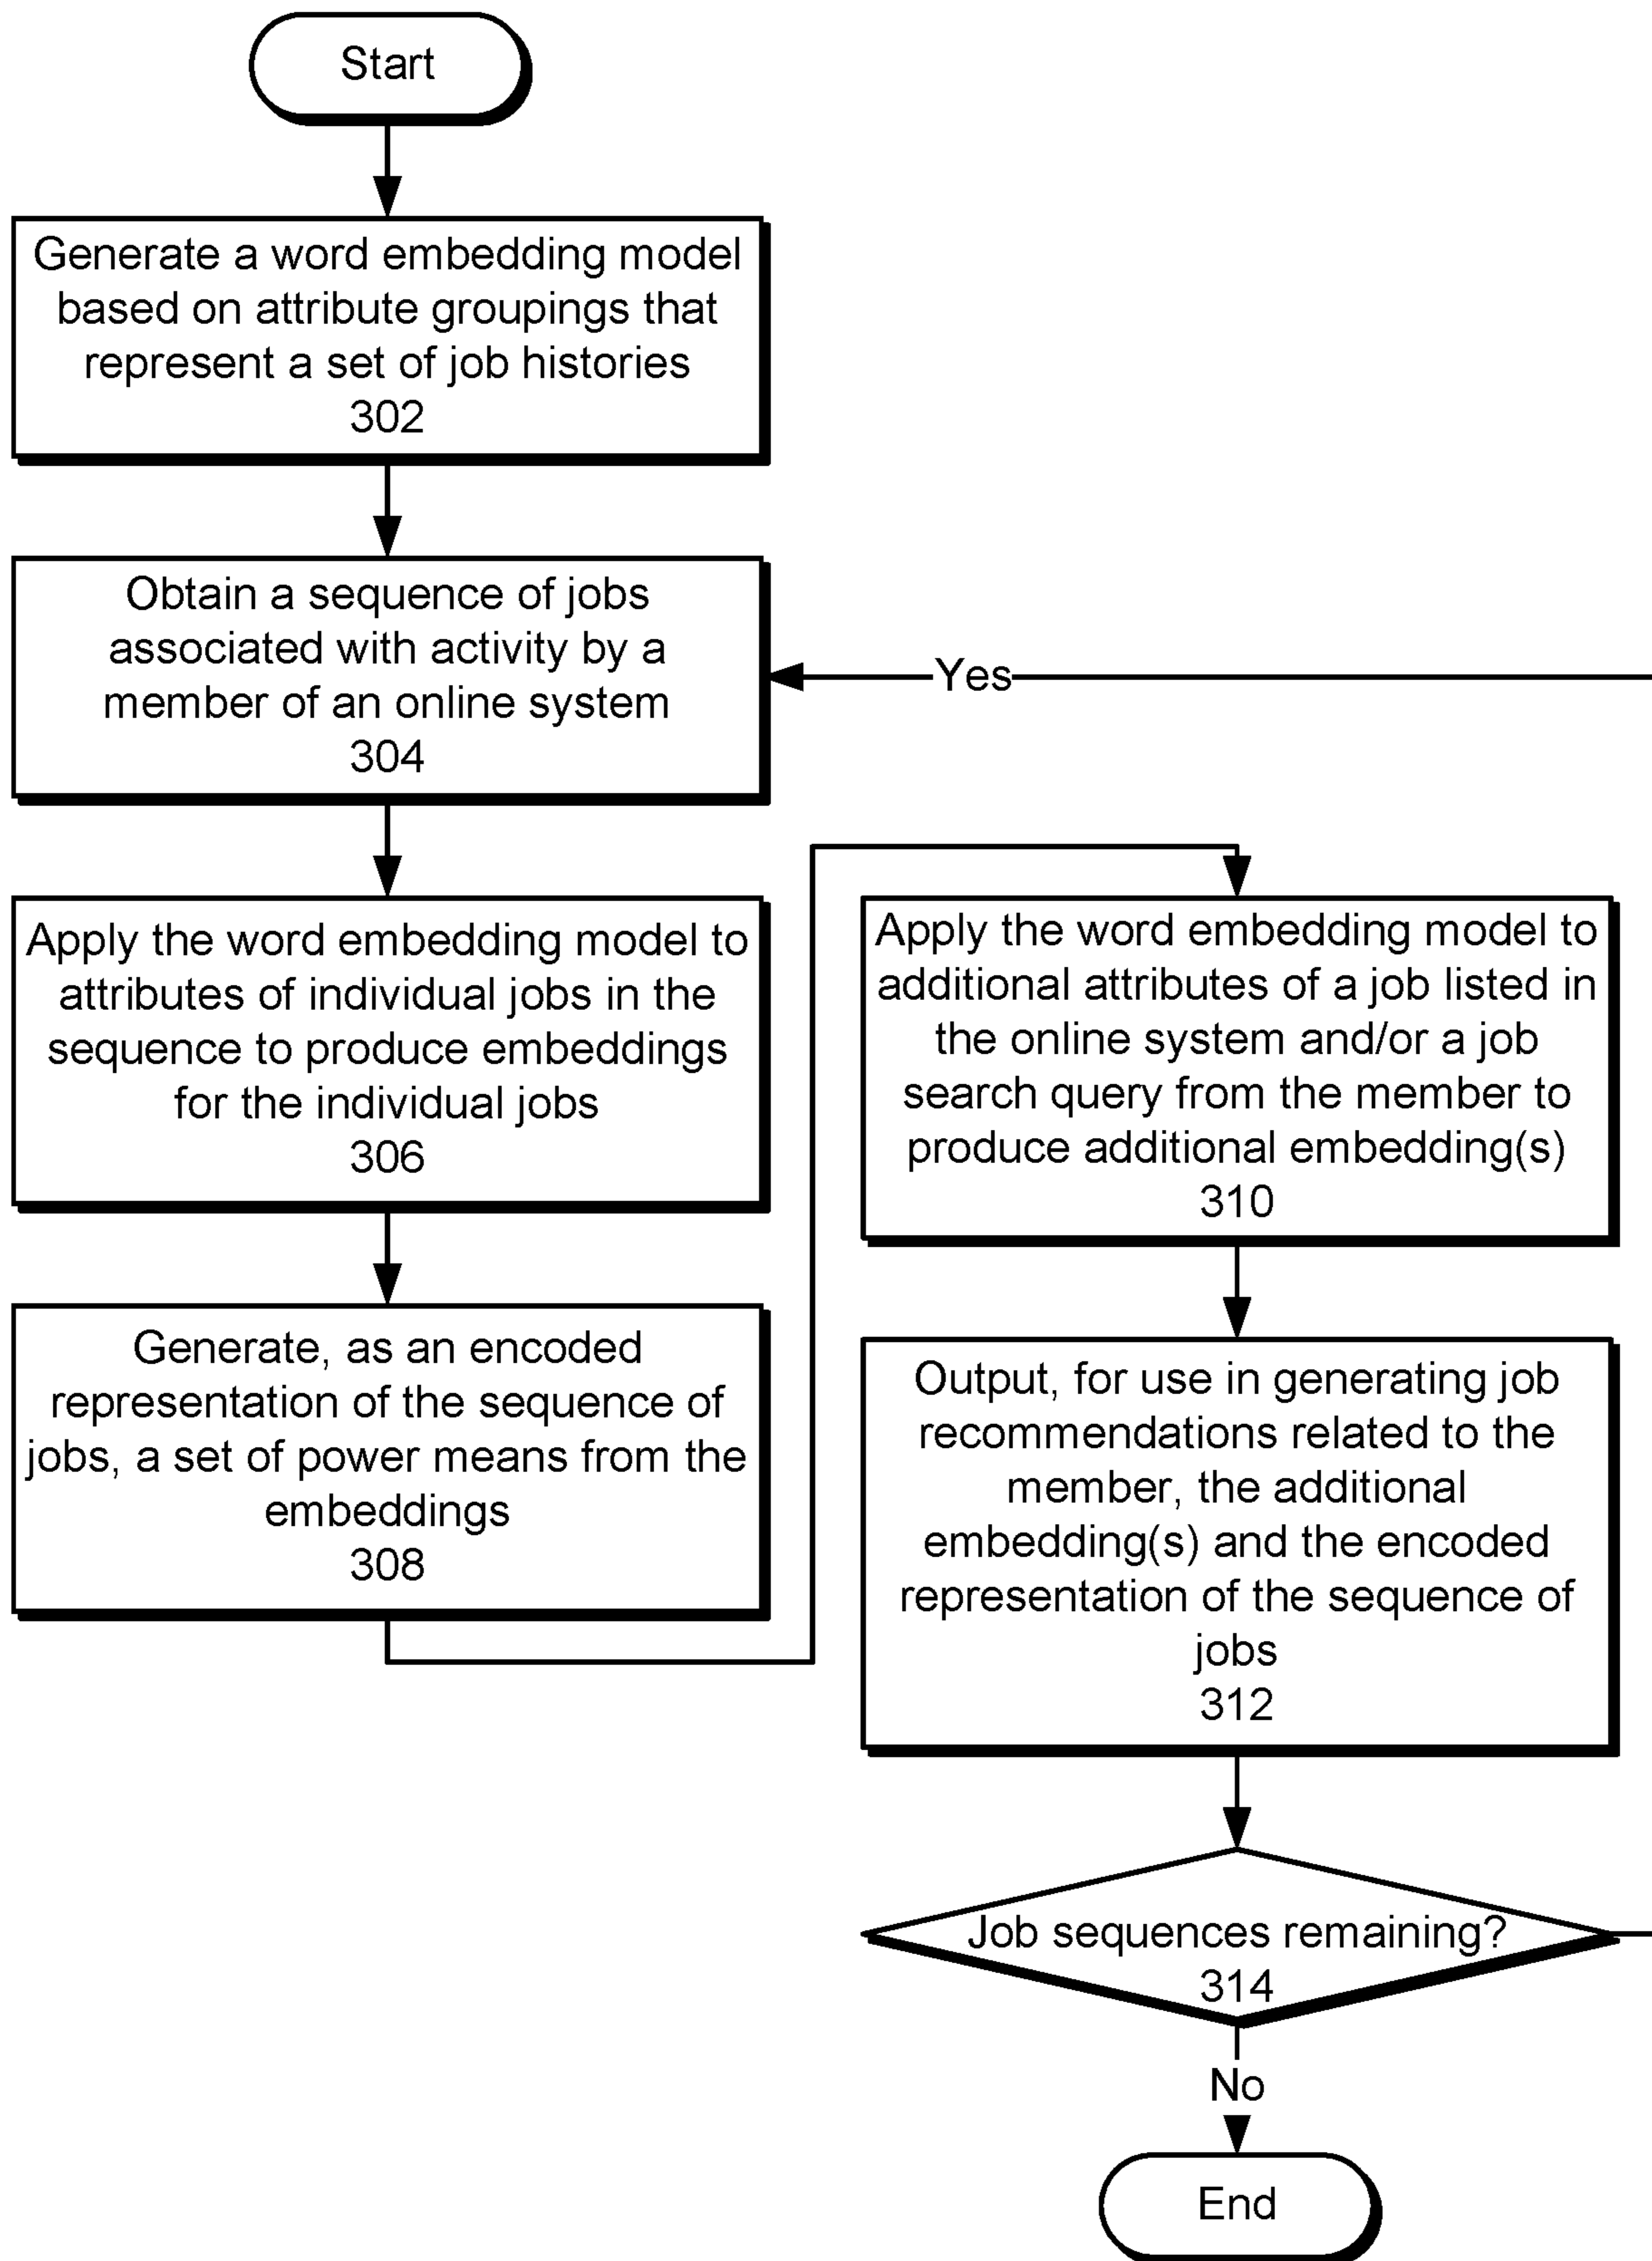 Start
Generate a word embedding model
based on attribute groupings that
represent a set of job histories
302
Obtain a sequence of jobs
associated with activity by a
member of an online system
304
Yes
Apply the word embedding model to
attributes of individual jobs in the
sequence to produce embeddings
for the individual jobs
306
Generate, as an encoded
representation of the sequence of
jobs, a set of power means from the
embeddings
308
Apply the word embedding model to
additional attributes of a job listed in
the online system and/or a job
search query from the member to
produce additional embedding(s)
310
Output, for use in generating job
recommendations related to the
member, the additional
embedding(s) and the encoded
representation of the sequence of
jobs
312
Job sequences remaining?
314
No
End